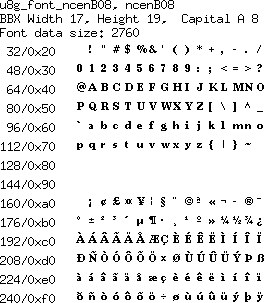 u8g_font_ncenB08, ncenB08
BBX Width 17, Height 19, Capital A 8
Font data size: 2760
32/0x20 ! " # $ % & ' ( ) * + , - . /
48/0x30 0 1 2 3 4 5 6 7 8 9 : ; < = > ?
64/0x40 @ A B C D E F G H I J K L M N O
80/0x50 P Q R S T U V W X Y Z [ \ ] ^ _
96/0x60 ` a b c d e f g h i j k l m n o
112/0x70 p q r s t u v w x y z { | } ~
128/0x80
144/0x90
160/0xa0 ¡ ¢ £ ¤ ¥ ¦ § ¨ © ª « ¬ - ® ¯
176/0xb0 ° ± ² ³ ´ µ ¶ · ¸ ¹ º » ¼ ½ ¾ ¿
192/0xc0 À Á Â Ã Ä Å Æ Ç È É Ê Ë Ì Í Î Ï
208/0xd0 Ð Ñ Ò Ó Ô Õ Ö × Ø Ù Ú Û Ü Ý Þ ß
224/0xe0 à á â ã ä å æ ç è é ê ë ì í î ï
240/0xf0 ð ñ ò ó ô õ ö ÷ ø ù ú û ü ý þ ÿ